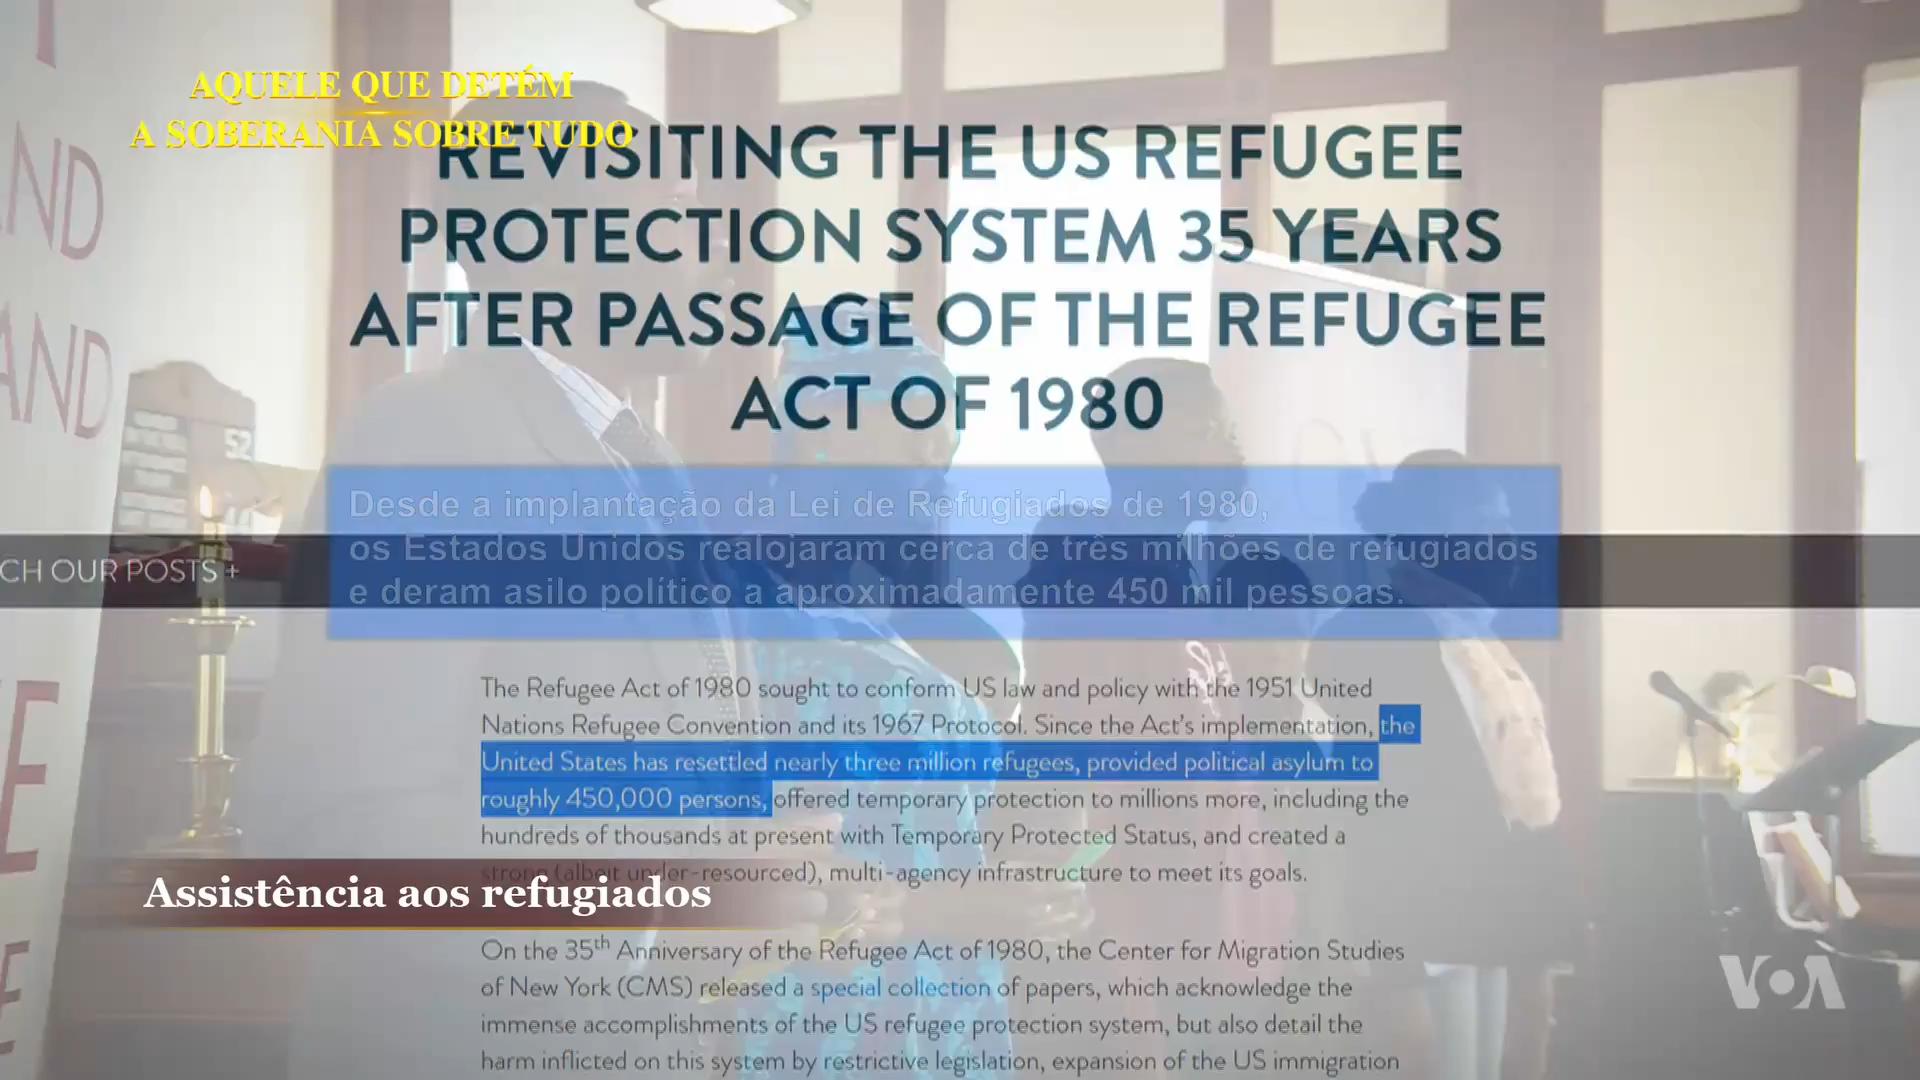 AQUELE QUE DETÉM
A SOBERANIA SOBRE TUDO
REVISITING THE US REFUGEE
PROTECTION SYSTEM 35 YEARS
AFTER PASSAGE OF THE REFUGEE
ACT OF 1980
AND
AND
52
Desde a implantação da Lei de Refugiados de 1980,
os Estados Unidos realojaram cerca de três milhões de refugiados
e deram asilo político a aproximadamente 450 mil pessoas.
CH OUR POSTS +
The Refugee Act of 1980 sought to conform US law and policy with the 1951 United
Nations Refugee Convention and its 1967 Protocol. Since the Act's implementation, the
United States has resettled nearly three million refugees, provided political asylum to
roughly 450,000 persons, offered temporary protection to millions more, including the
hundreds of thousands at present with Temporary Protected Status, and created a
strong (albeit under-resourced), multi-agency infrastructure to meet its goals.
Assistência aos refugiados
On the 35th Anniversary of the Refugee Act of 1980, the Center for Migration Studies
of New York (CMS) released a special collection of papers, which acknowledge the
immense accomplishments of the US refugee protection system, but also detail the
harm inflicted on this system by restrictive legislation, expansion of the US immigration
VOA